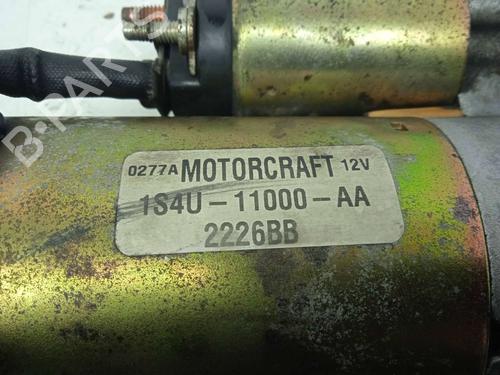 B-PARTS
0277A MOTORCRAFT 12V
1S4U-11000-AA
2226BB